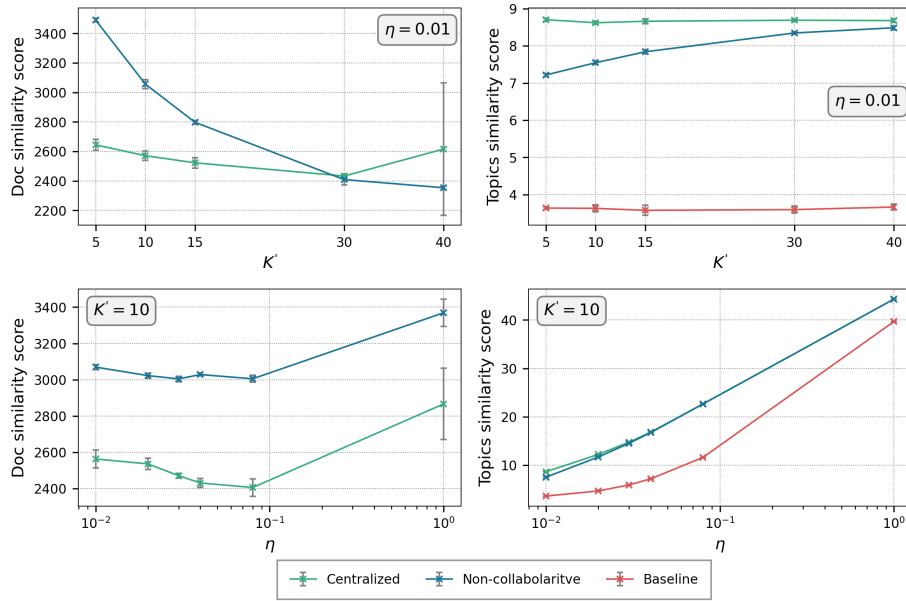 3400
3200
3000
2800
2600
2400
2200
Doc similarity score
η = 0.01
5 10 15 30 40
K'
9
8
7
6
5
4
Topics similarity score
η = 0.01
5 10 15 30 40
K'
3400
3200
3000
2800
2600
2400
Doc similarity score
K' = 10
10⁻² 10⁻¹ 10⁰
η
40
30
20
10
Topics similarity score
K' = 10
10⁻² 10⁻¹ 10⁰
η
Centralized Non-collabolaritve Baseline